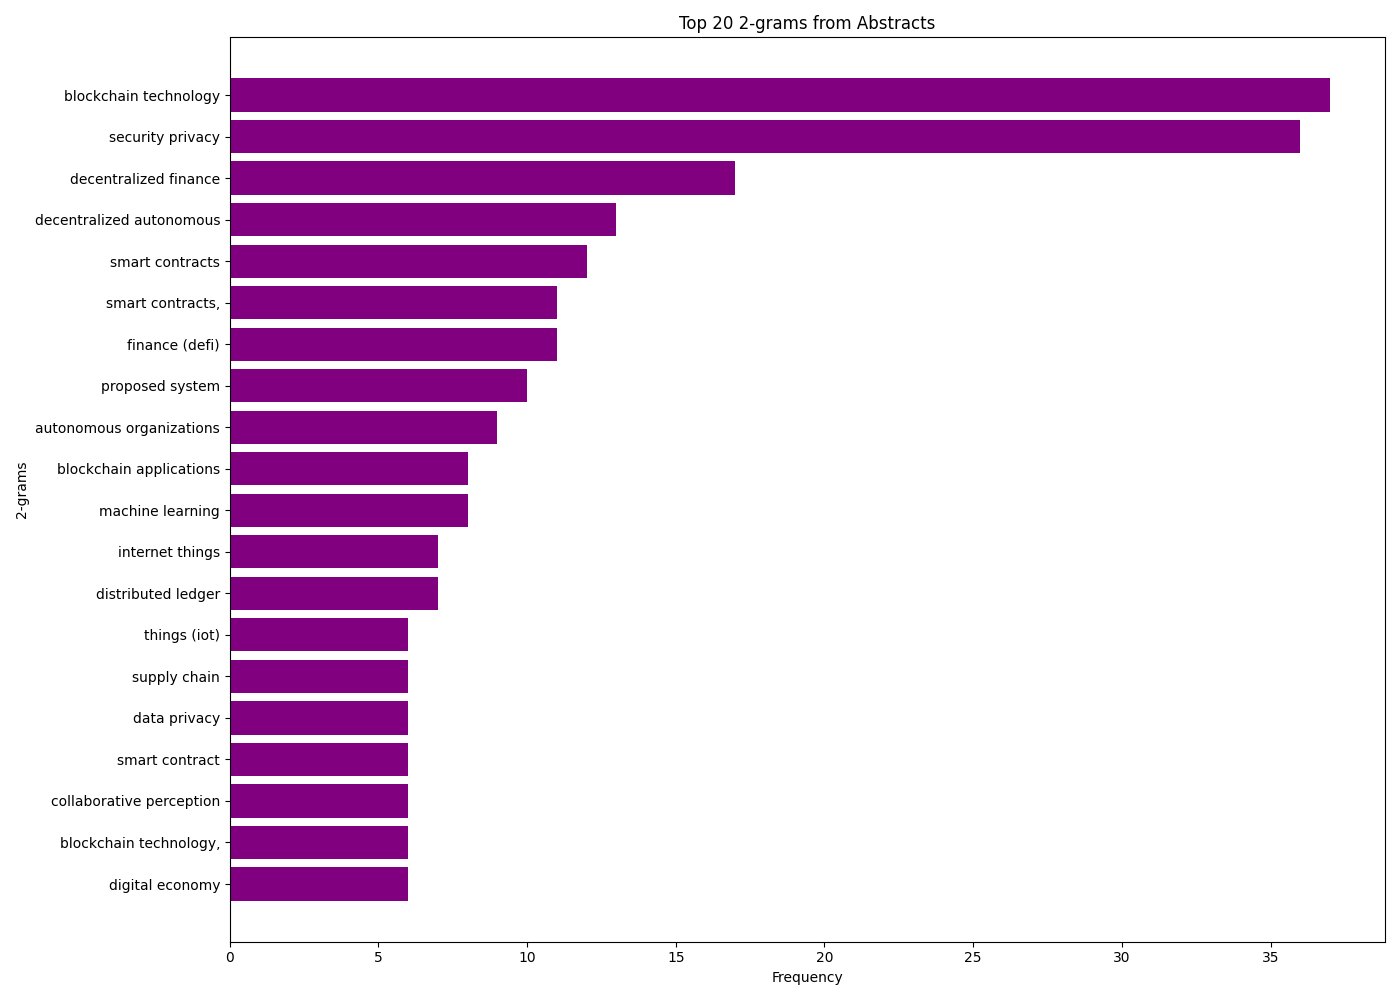 Top 20 2-grams from Abstracts
blockchain technology
security privacy
decentralized finance
decentralized autonomous
smart contracts
smart contracts,
finance (defi)
proposed system
autonomous organizations
blockchain applications
machine learning
internet things
distributed ledger
things (iot)
supply chain
data privacy
smart contract
collaborative perception
blockchain technology,
digital economy
2-grams
0 5 10 15 20 25 30 35
Frequency